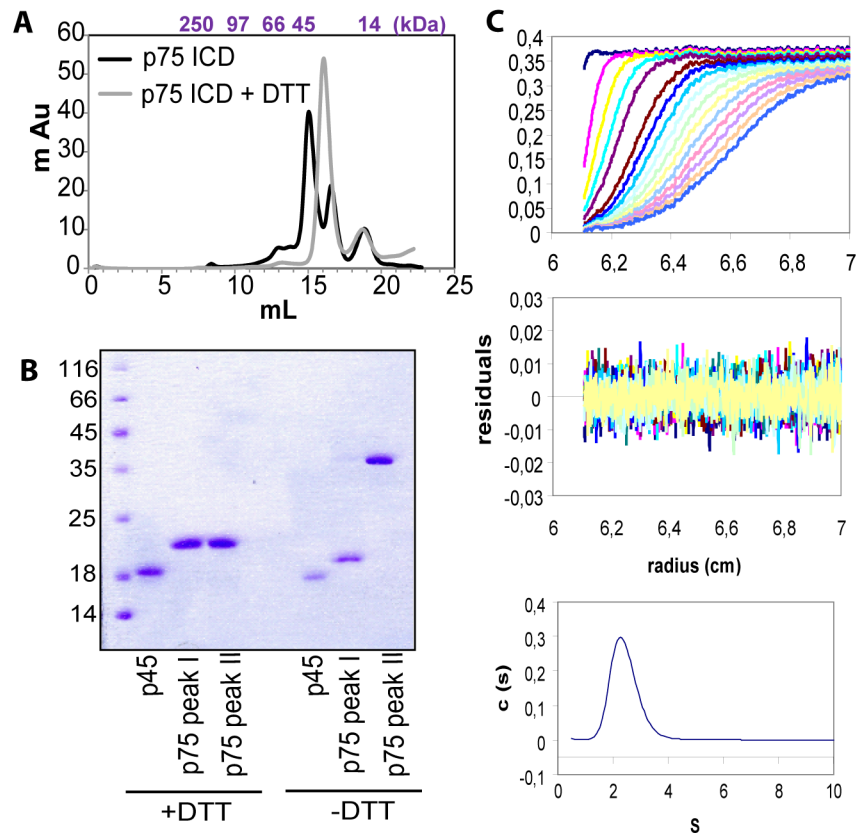 A
250 97 66 45 14 (kDa)
60
50
40
30
20
10
0
m Au
p75 ICD
p75 ICD + DTT
0 5 10 15 20 25
mL
B
116
66
45
35
25
18
14
p45
p75 peak I
p75 peak II
p45
p75 peak I
p75 peak II
+DTT
-DTT
C
0,4
0,35
0,3
0,25
0,2
0,15
0,1
0,05
0
6 6,2 6,4 6,6 6,8 7
0,03
0,02
0,01
0
-0,01
-0,02
-0,03
residuals
6 6,2 6,4 6,6 6,8 7
radius (cm)
0,4
0,3
0,2
0,1
0
-0,1
c (s)
0 2 4 6 8 10
S